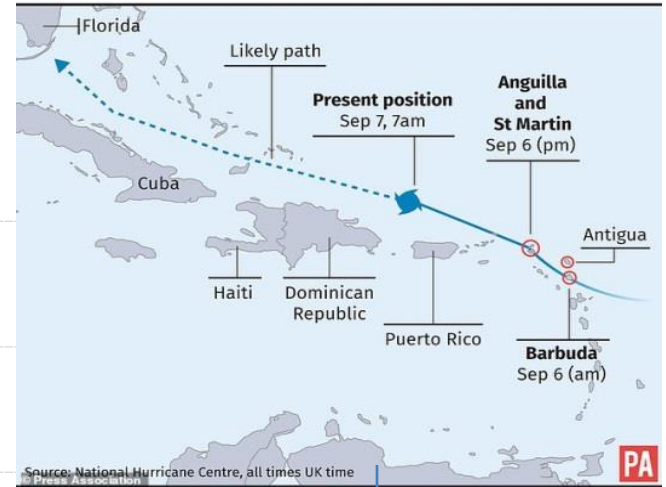 Florida
Likely path
Present position
Sep 7, 7am
Anguilla
and
St Martin
Sep 6 (pm)
Cuba
Antigua
Haiti
Dominican
Republic
Puerto Rico
Barbuda
Sep 6 (am)
Source: National Hurricane Centre, all times UK time
© Press Association
PA